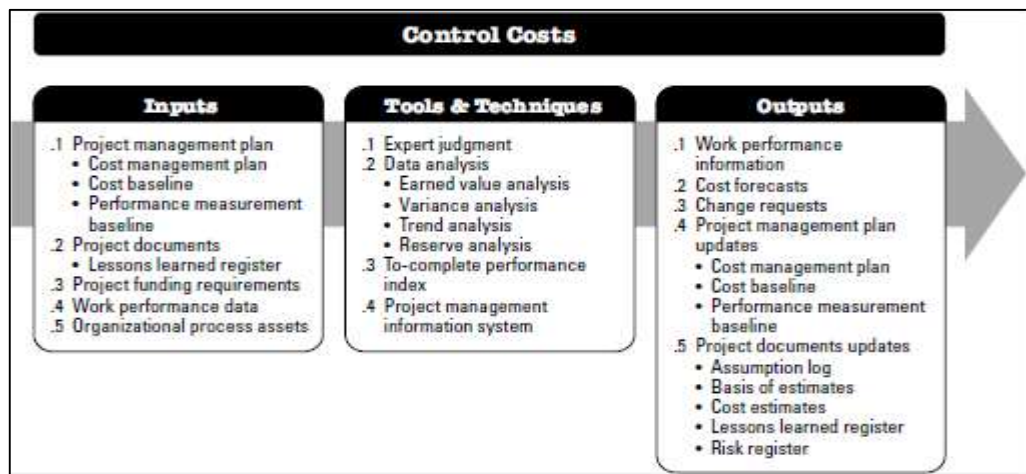 Control Costs
Inputs
.1 Project management plan
• Cost management plan
• Cost baseline
• Performance measurement
baseline
.2 Project documents
• Lessons learned register
.3 Project funding requirements
.4 Work performance data
.5 Organizational process assets
Tools & Techniques
.1 Expert judgment
.2 Data analysis
• Earned value analysis
• Variance analysis
• Trend analysis
• Reserve analysis
.3 To-complete performance
index
.4 Project management
information system
Outputs
.1 Work performance
information
.2 Cost forecasts
.3 Change requests
.4 Project management plan
updates
• Cost management plan
• Cost baseline
• Performance measurement
baseline
.5 Project documents updates
• Assumption log
• Basis of estimates
• Cost estimates
• Lessons learned register
• Risk register